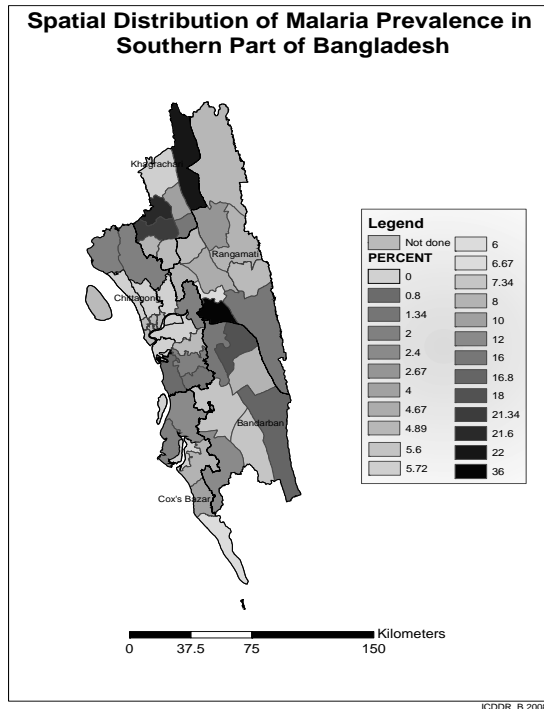 Spatial Distribution of Malaria Prevalence in
Southern Part of Bangladesh
Khagrachari
Rangamati
Chittagong
Bandarban
Cox's Bazar
Legend
Not done
PERCENT
0
0.8
1.34
2
2.4
2.67
4
4.67
4.89
5.6
5.72
6
6.67
7.34
8
10
12
16
16.8
18
21.34
21.6
22
36
Kilometers
0 37.5 75 150
ICDDR, B 2008